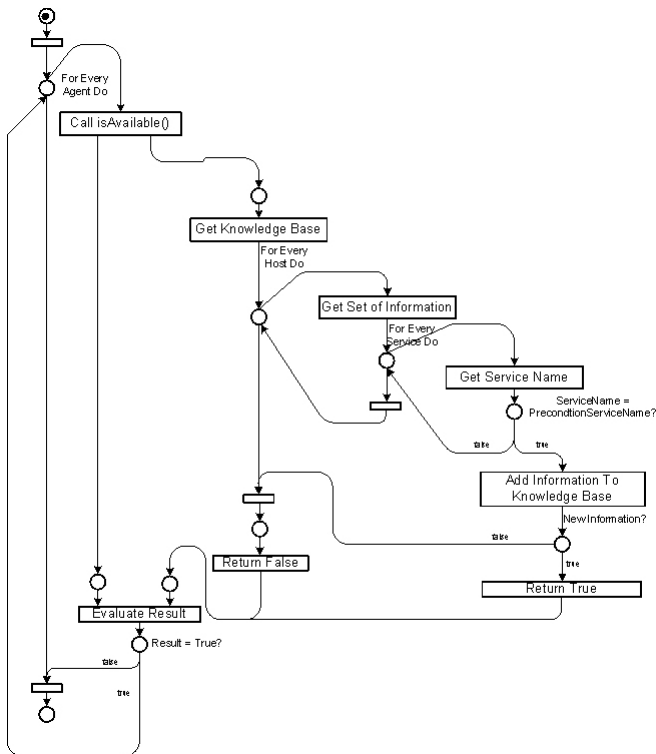 For Every
Agent Do
Call isAvailable()
Get Knowledge Base
For Every
Host Do
Get Set of Information
For Every
Service Do
Get Service Name
ServiceName =
PrecondtionServiceName?
false
true
Add Information To
Knowledge Base
NewInformation?
false
true
Return False
Return True
Evaluate Result
Result = True?
false
true